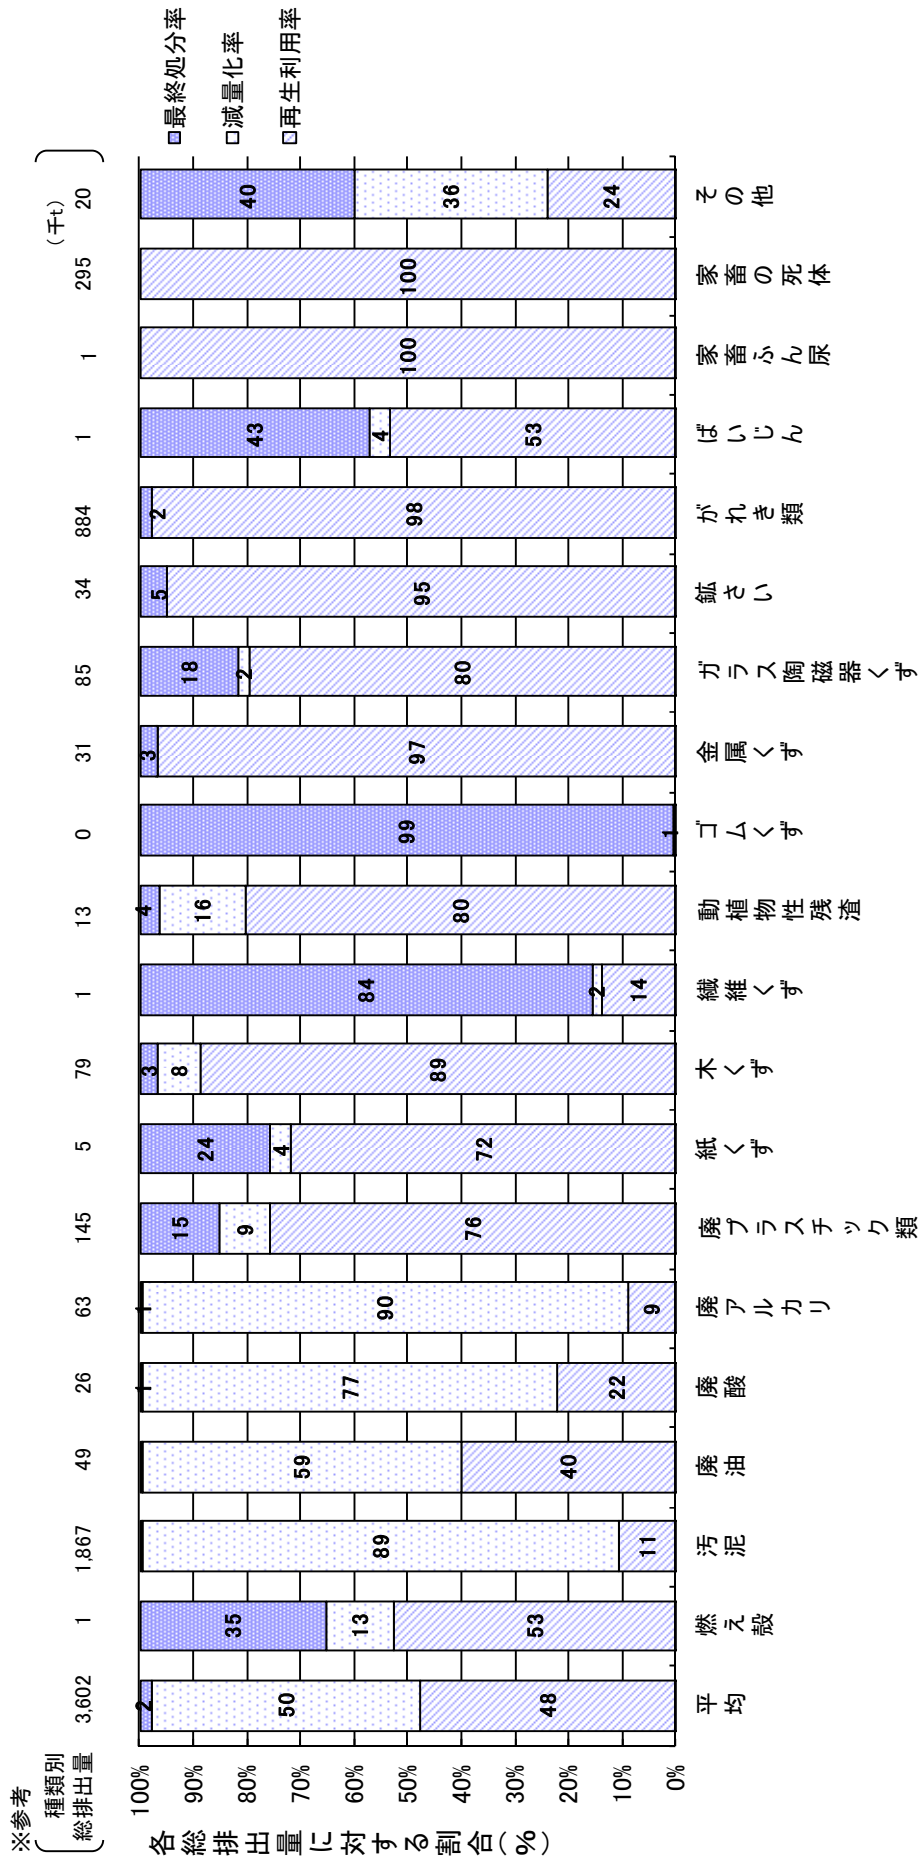 ※参考
種類別
総排出量
3,602 1 1,867 49 26 63 145 5 79 1 13 0 31 85 34 884 1 1 295 20
(千t)
各総排出量に対する割合(%)
100%
90%
80%
70%
60%
50%
40%
30%
20%
10%
0%
2 50 48
35 13 53
89 11
59 40
1 77 22
1 90 9
15 9 76
24 4 72
3 8 89
84 2 14
4 16 80
99 1
3 97
18 2 80
5 95
2 98
43 4 53
100
100
40 36 24
平均
燃え殻
汚泥
廃油
廃酸
廃アルカリ
廃プラスチック類
紙くず
木くず
繊維くず
動植物性残渣
ゴムくず
金属くず
ガラス陶磁器くず
鉱さい
がれき類
ばいじん
家畜ふん尿
家畜の死体
その他
最終処分率
減量化率
再生利用率